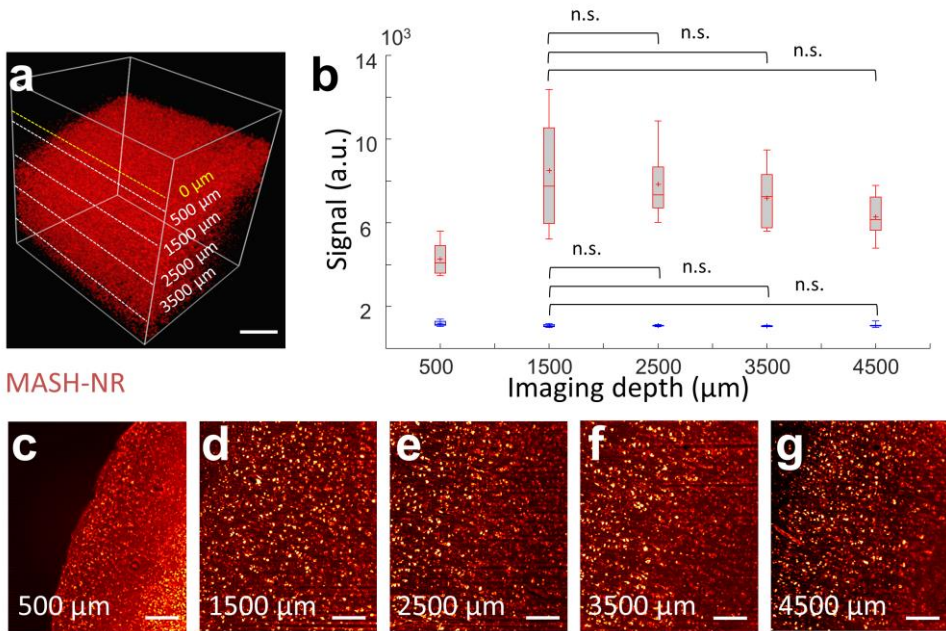 a
0 µm
500 µm
1500 µm
2500 µm
3500 µm
MASH-NR
b
n.s.
n.s.
n.s.
10³
14
10
6
2
Signal (a.u.)
n.s.
n.s.
n.s.
500 1500 2500 3500 4500
Imaging depth (µm)
c
500 µm
d
1500 µm
e
2500 µm
f
3500 µm
g
4500 µm